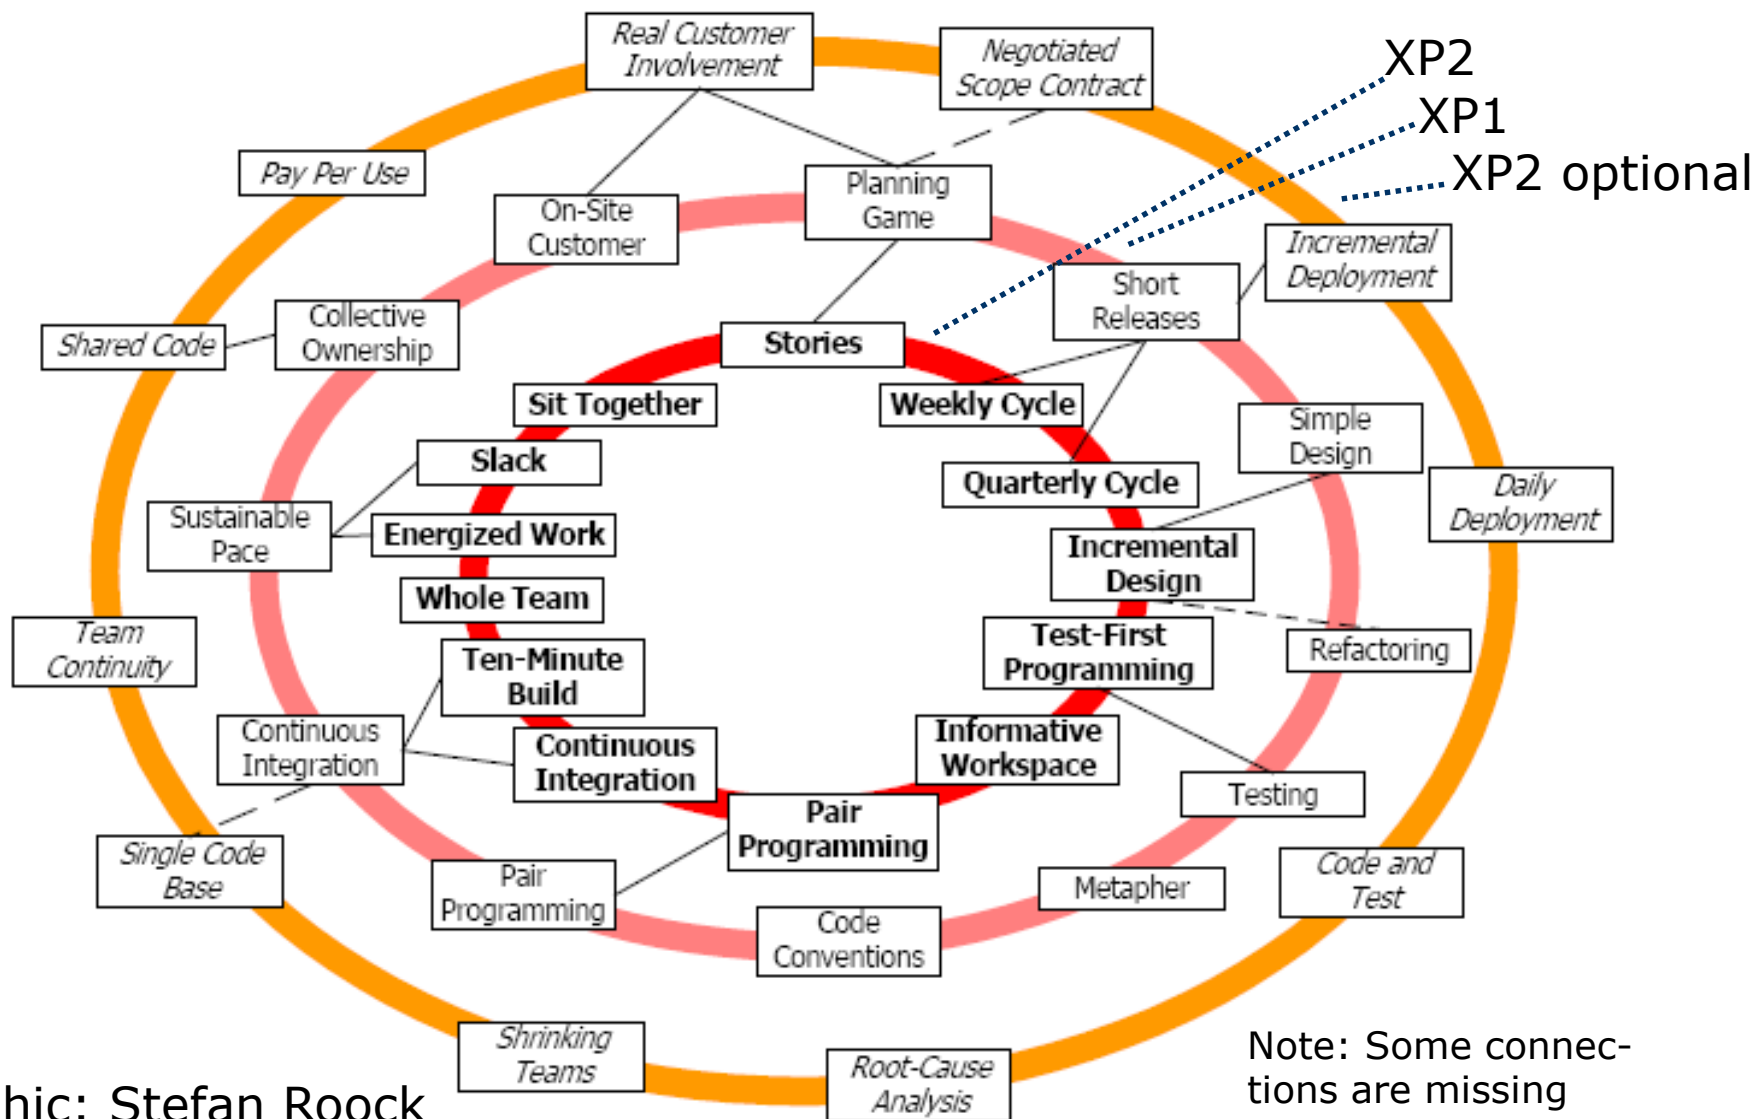 Real Customer
Involvement
Negotiated
Scope Contract
XP2
XP1
XP2 optional
Pay Per Use
Planning
Game
On-Site
Customer
Incremental
Deployment
Short
Releases
Shared Code
Collective
Ownership
Stories
Sit Together
Weekly Cycle
Simple
Design
Slack
Quarterly Cycle
Daily
Deployment
Sustainable
Pace
Energized Work
Incremental
Design
Whole Team
Team
Continuity
Ten-Minute
Build
Test-First
Programming
Refactoring
Continuous
Integration
Continuous
Integration
Informative
Workspace
Testing
Pair
Programming
Single Code
Base
Pair
Programming
Metapher
Code and
Test
Code
Conventions
Shrinking
Teams
Root-Cause
Analysis
Note: Some connec-
tions are missing
hic: Stefan Roock